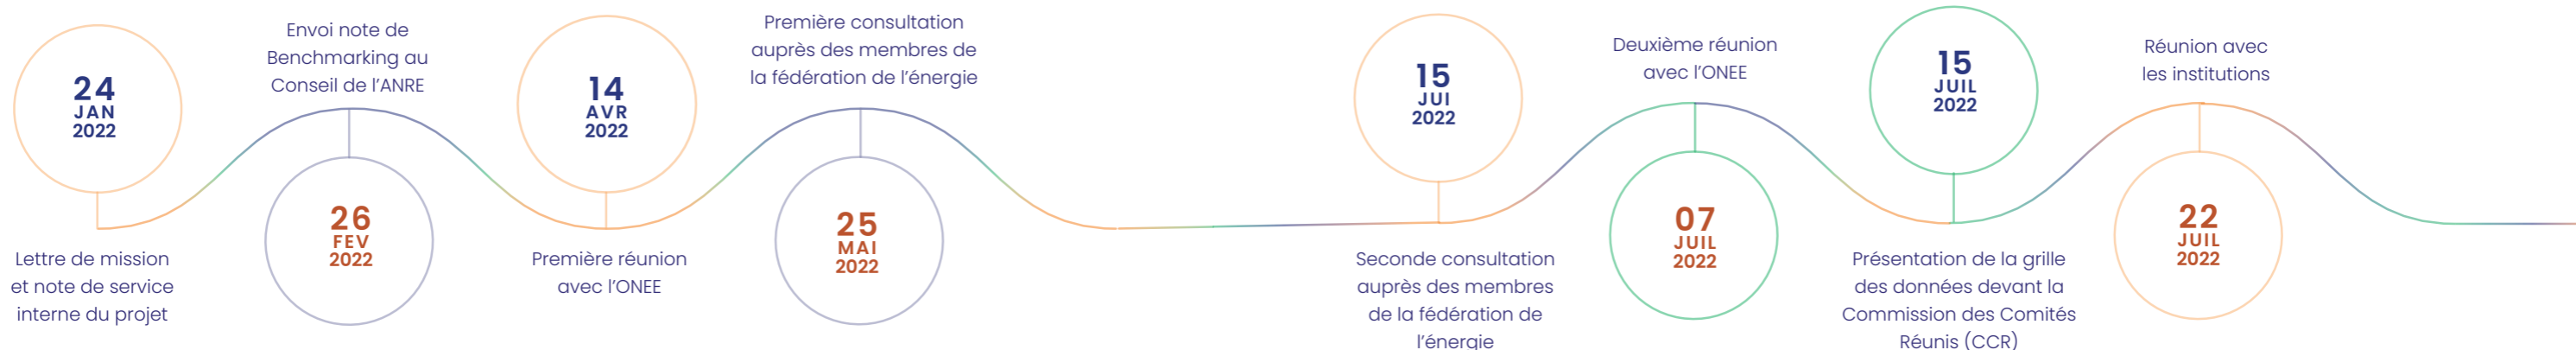 24
JAN
2022
Lettre de mission
et note de service
interne du projet
Envoi note de
Benchmarking au
Conseil de l’ANRE
26
FEV
2022
14
AVR
2022
Première réunion
avec l’ONEE
Première consultation
auprès des membres de
la fédération de l’énergie
25
MAI
2022
15
JUI
2022
Seconde consultation
auprès des membres
de la fédération de
l’énergie
Deuxième réunion
avec l’ONEE
07
JUIL
2022
15
JUIL
2022
Présentation de la grille
des données devant la
Commission des Comités
Réunis (CCR)
Réunion avec
les institutions
22
JUIL
2022